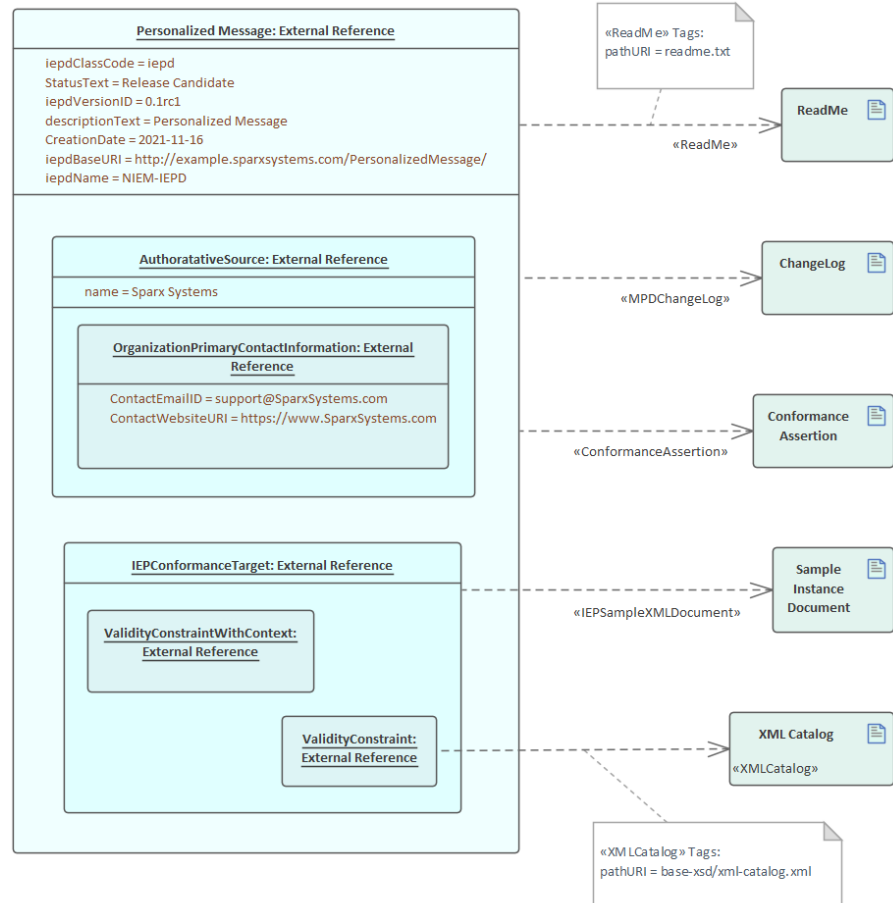 Personalized Message: External Reference
iepdClassCode = iepd
StatusText = Release Candidate
iepdVersionID = 0.1rc1
descriptionText = Personalized Message
CreationDate = 2021-11-16
iepdBaseURI = http://example.sparxsystems.com/PersonalizedMessage/
iepdName = NIEM-IEPD
«ReadMe» Tags:
pathURI = readme.txt
ReadMe
«ReadMe»
AuthoratativeSource: External Reference
name = Sparx Systems
OrganizationPrimaryContactInformation: External
Reference
ContactEmailID = support@SparxSystems.com
ContactWebsiteURI = https://www.SparxSystems.com
ChangeLog
«MPDChangeLog»
Conformance
Assertion
«ConformanceAssertion»
IEPConformanceTarget: External Reference
ValidityConstraintWithContext:
External Reference
ValidityConstraint:
External Reference
Sample
Instance
Document
«IEPSampleXMLDocument»
XML Catalog
«XMLCatalog»
«XMLCatalog» Tags:
pathURI = base-xsd/xml-catalog.xml